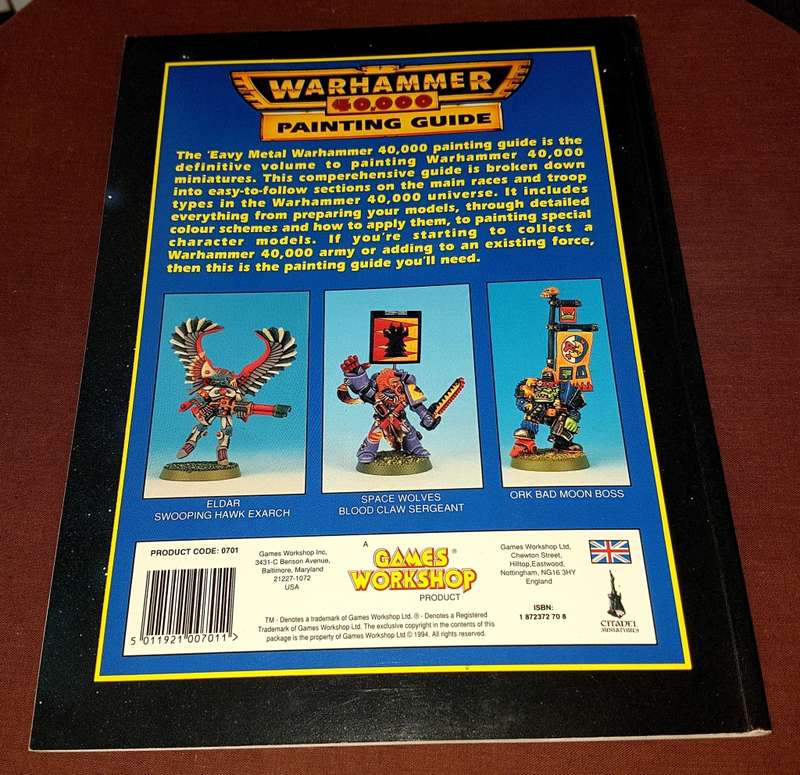 WARHAMMER
40,000
PAINTING GUIDE
The 'Eavy Metal Warhammer 40,000 painting guide is the
definitive volume to painting Warhammer 40,000
miniatures. This comperehensive guide is broken down
into easy-to-follow sections on the main races and troop
types in the Warhammer 40,000 universe. It includes
everything from preparing your models, through detailed
colour schemes and how to apply them, to painting special
character models. If you're starting to collect a
Warhammer 40,000 army or adding to an existing force,
then this is the painting guide you'll need.
ELDAR
SWOOPING HAWK EXARCH
SPACE WOLVES
BLOOD CLAW SERGEANT
ORK BAD MOON BOSS
PRODUCT CODE: 0701
5 011921 007011 >
Games Workshop Inc,
3431-C Benson Avenue,
Baltimore, Maryland
21227-1072
USA
A
GAMES®
WORKSHOP
PRODUCT
Games Workshop Ltd,
Chewton Street,
Hilltop,Eastwood,
Nottingham, NG16 3HY
England
TM - Denotes a trademark of Games Workshop Ltd. ® - Denotes a Registered
Trademark of Games Workshop Ltd. The exclusive copyright in the contents of this
package is the property of Games Workshop Ltd © 1994. All rights reserved.
ISBN:
1 872372 70 8
CITADEL
MINIATURES